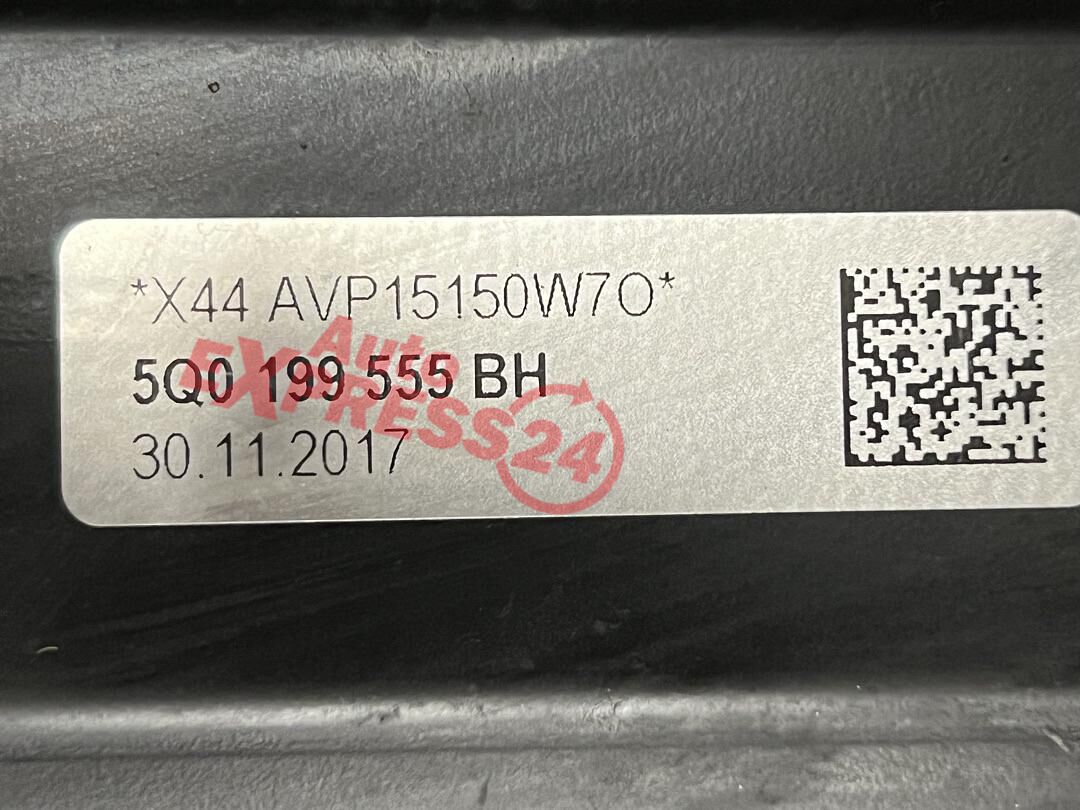 *X44 AVP15150W7O*
5Q0 199 555 BH
30.11.2017
Auto
EXPRESS24